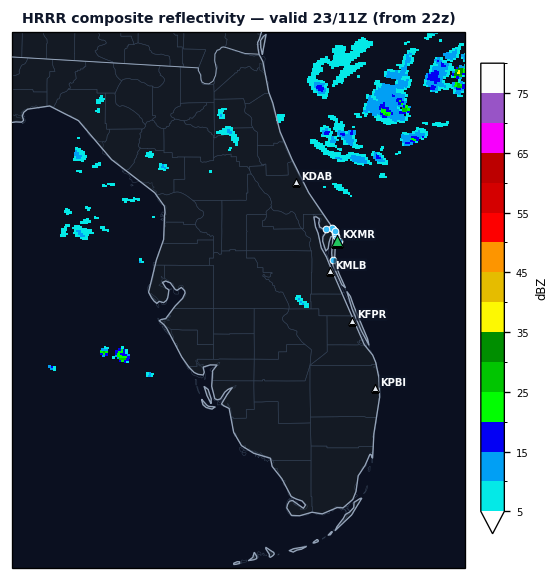 HRRR composite reflectivity — valid 23/11Z (from 22z)
75
65
55
45
35
25
15
5
dBZ
KDAB
KXMR
KMLB
KFPR
KPBI